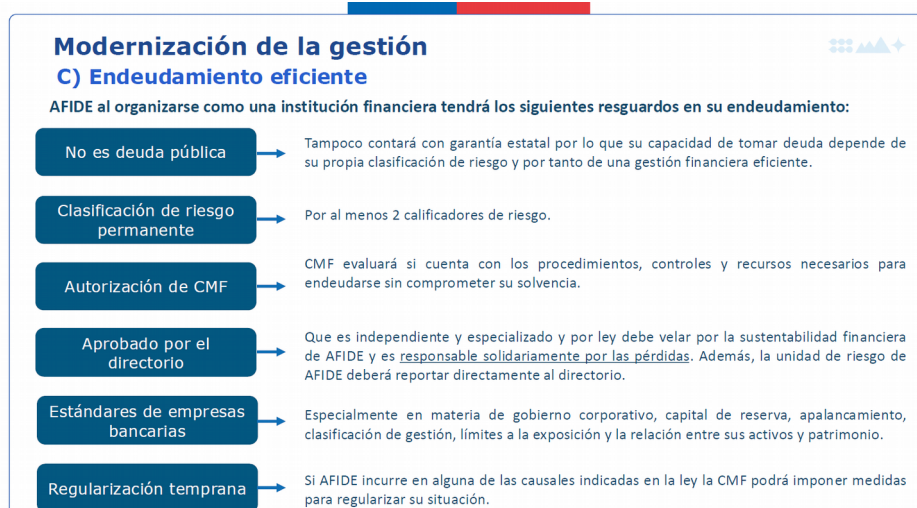 Modernización de la gestión
C) Endeudamiento eficiente
AFIDE al organizarse como una institución financiera tendrá los siguientes resguardos en su endeudamiento:
No es deuda pública
Tampoco contará con garantía estatal por lo que su capacidad de tomar deuda depende de
su propia clasificación de riesgo y por tanto de una gestión financiera eficiente.
Clasificación de riesgo
permanente
Por al menos 2 calificadores de riesgo.
Autorización de CMF
CMF evaluará si cuenta con los procedimientos, controles y recursos necesarios para
endeudarse sin comprometer su solvencia.
Aprobado por el
directorio
Que es independiente y especializado y por ley debe velar por la sustentabilidad financiera
de AFIDE y es responsable solidariamente por las pérdidas. Además, la unidad de riesgo de
AFIDE deberá reportar directamente al directorio.
Estándares de empresas
bancarias
Especialmente en materia de gobierno corporativo, capital de reserva, apalancamiento,
clasificación de gestión, límites a la exposición y la relación entre sus activos y patrimonio.
Regularización temprana
Si AFIDE incurre en alguna de las causales indicadas en la ley la CMF podrá imponer medidas
para regularizar su situación.